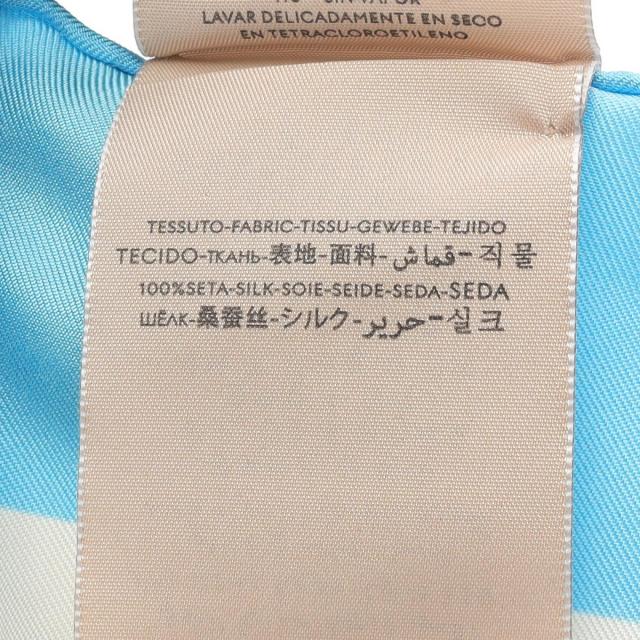 LAVAR DELICADAMENTE EN SECO
EN TETRACLOROETILENO
TESSUTO-FABRIC-TISSU-GEWEBE-TEJIDO
TECIDO-ТКАНЬ-表地-面料-قماش-직물
100%SETA-SILK-SOIE-SEIDE-SEDA-SEDA
ШЁЛК-桑蚕丝-シルク-حرير-실크